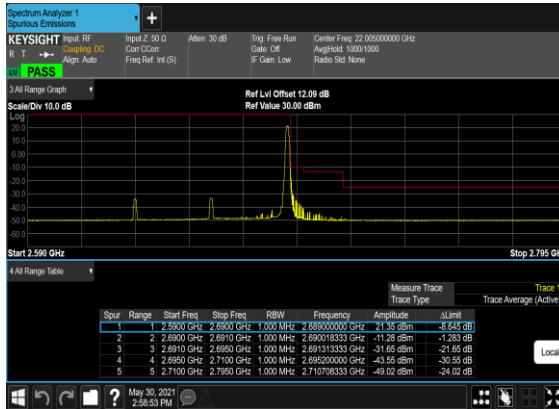 Spectrum Analyzer 1
Spurious Emissions
KEYSIGHT Input: RF
R T Coupling: DC
Align: Auto
LXI PASS
Input Z: 50 Ω
Corr CCorr
Freq Ref: Int (S)
Atten: 30 dB
Trig: Free Run
Gate: Off
IF Gain: Low
Center Freq: 22.005000000 GHz
Avg|Hold: 1000/1000
Radio Std: None
3 All Range Graph
Scale/Div 10.0 dB
Ref Lvl Offset 12.09 dB
Ref Value 30.00 dBm
Log
20.0
10.0
0.00
-10.0
-20.0
-30.0
-40.0
-50.0
-60.0
Start 2.590 GHz
Stop 2.795 GH
4 All Range Table
Measure Trace Trace 1
Trace Type Trace Average (Active
Spur Range Start Freq Stop Freq RBW Frequency Amplitude ΔLimit
1 1 2.5900 GHz 2.6900 GHz 1.000 MHz 2.689000000 GHz 21.35 dBm -8.645 dB
2 2 2.6900 GHz 2.6910 GHz 1.000 MHz 2.690018333 GHz -11.28 dBm -1.283 dB
3 3 2.6910 GHz 2.6950 GHz 1.000 MHz 2.691313333 GHz -31.65 dBm -21.65 dB
4 4 2.6950 GHz 2.7100 GHz 1.000 MHz 2.695200000 GHz -43.55 dBm -30.55 dB
5 5 2.7100 GHz 2.7950 GHz 1.000 MHz 2.710708333 GHz -49.02 dBm -24.02 dB
Local
?
May 30, 2021
2:58:53 PM